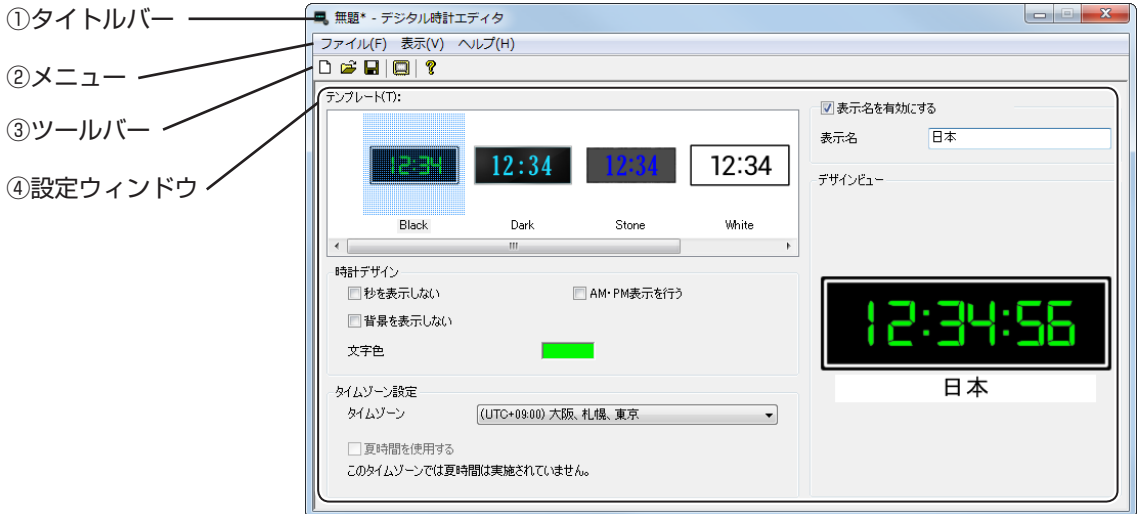 ①タイトルバー
②メニュー
③ツールバー
④設定ウィンドウ
無題* - デジタル時計エディタ
ファイル(F) 表示(V) ヘルプ(H)
テンプレート(T):
12:34
12:34
12:34
12:34
Black
Dark
Stone
White
時計デザイン
秒を表示しない
AM・PM表示を行う
背景を表示しない
文字色
タイムゾーン設定
タイムゾーン
(UTC+09:00) 大阪、札幌、東京
夏時間を使用する
このタイムゾーンでは夏時間は実施されていません。
表示名を有効にする
表示名
日本
デザインビュー
12:34:56
日本